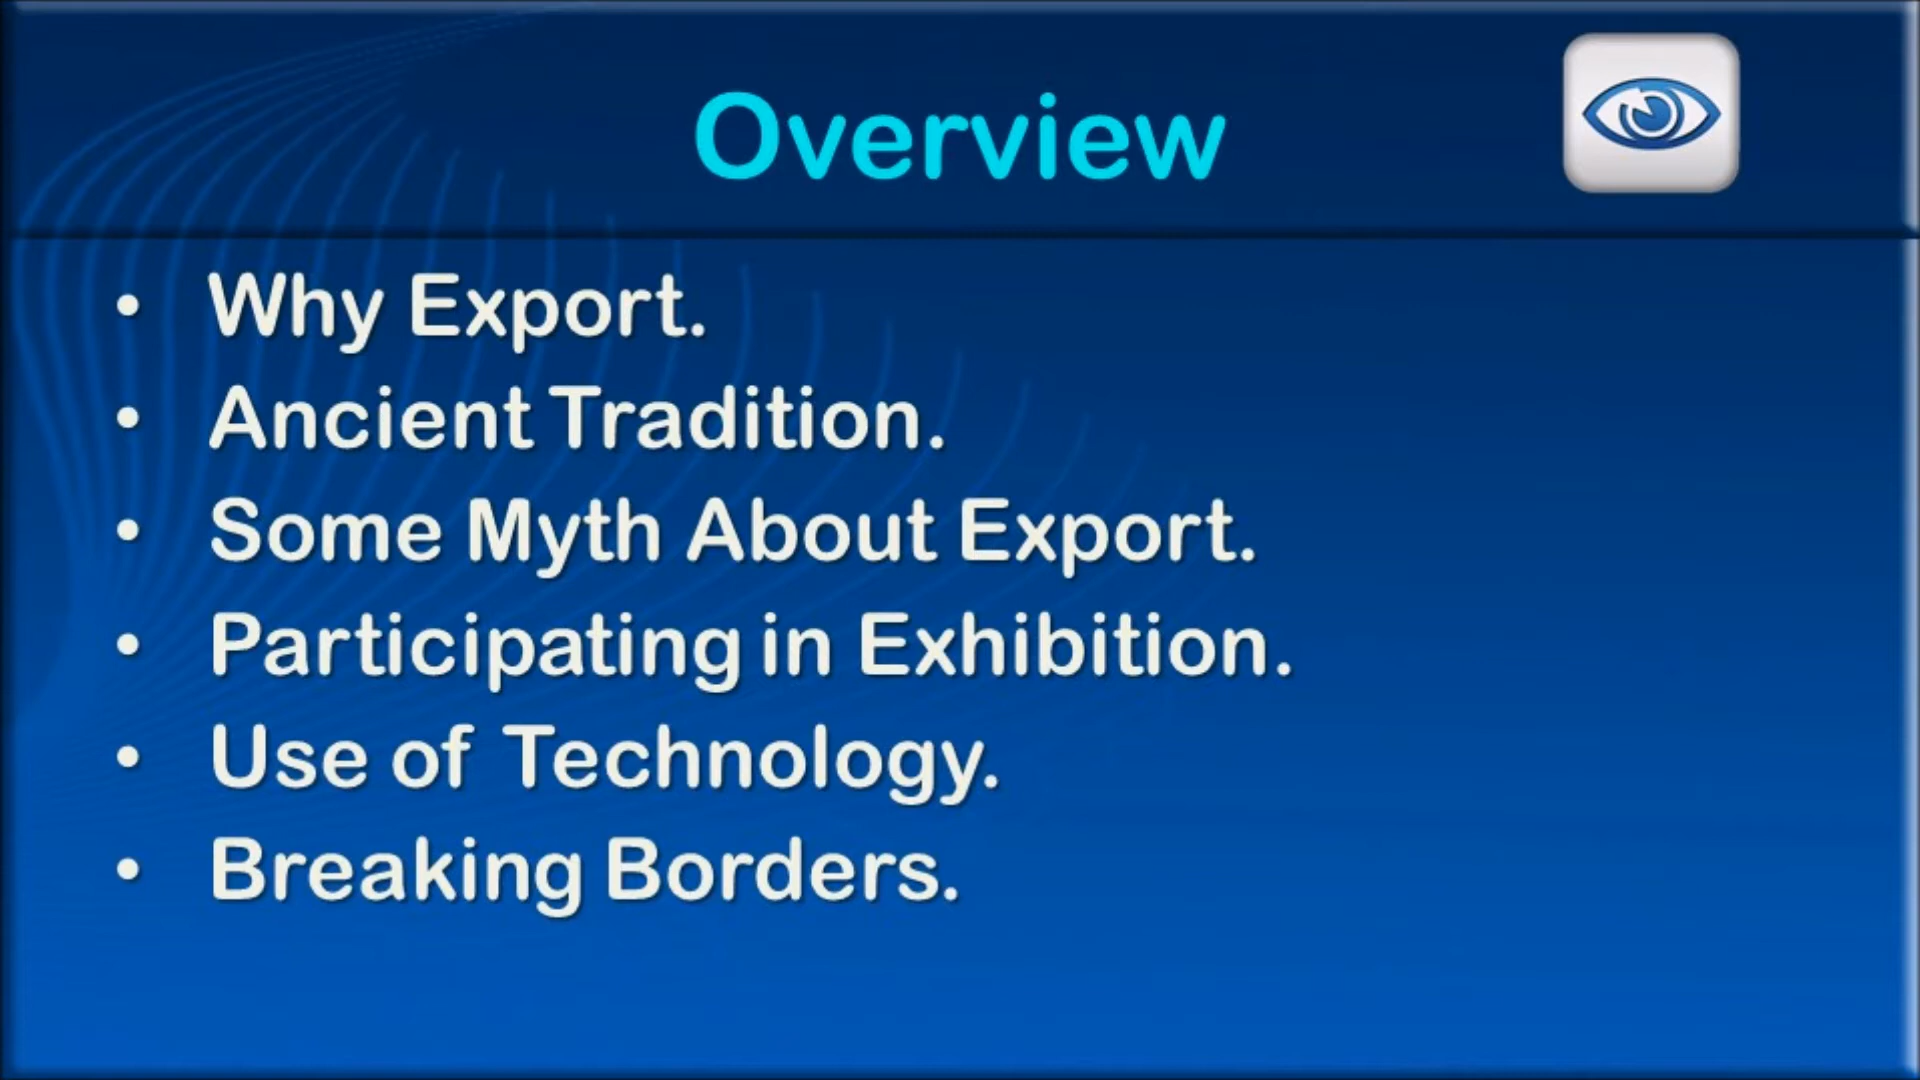 Overview
• Why Export.
• Ancient Tradition.
• Some Myth About Export.
• Participating in Exhibition.
• Use of Technology.
• Breaking Borders.